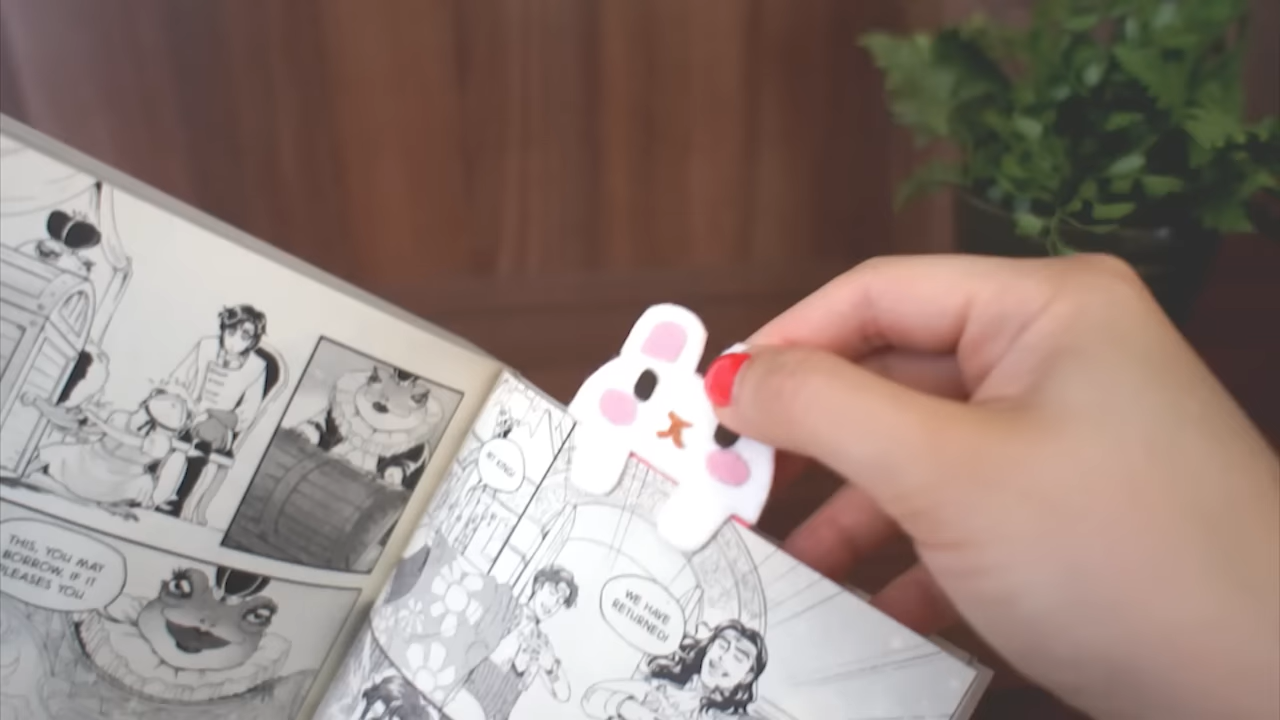 THIS, YOU MAY
BORROW, IF IT
PLEASES YOU
MY KING!
WE HAVE
RETURNED!